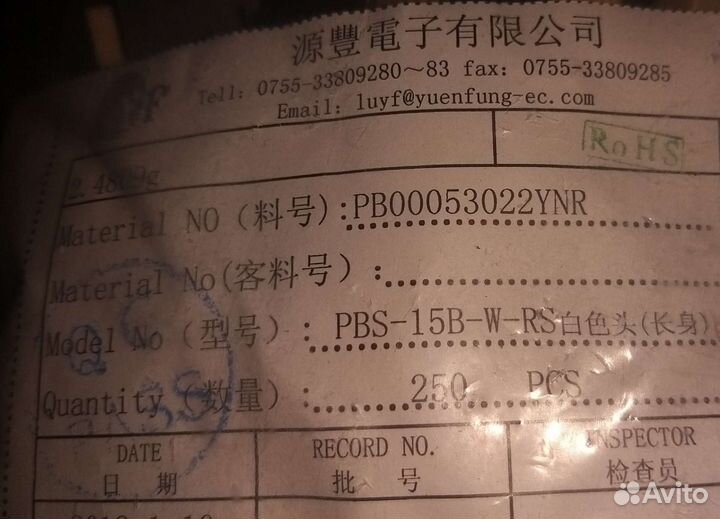 源豐電子有限公司
Tell: 0755-33809280～83 fax: 0755-33809285
Email: luyf@yuenfung-ec.com
RoHS
Material NO (料号):PB00053022YNR
Material No(客料号):
Model No (型号): PBS-15B-W-RS白色头(长身)
Quantity (数量): 250 PCS
DATE RECORD NO. INSPECTOR
日 期 批 号 检查员
Avito